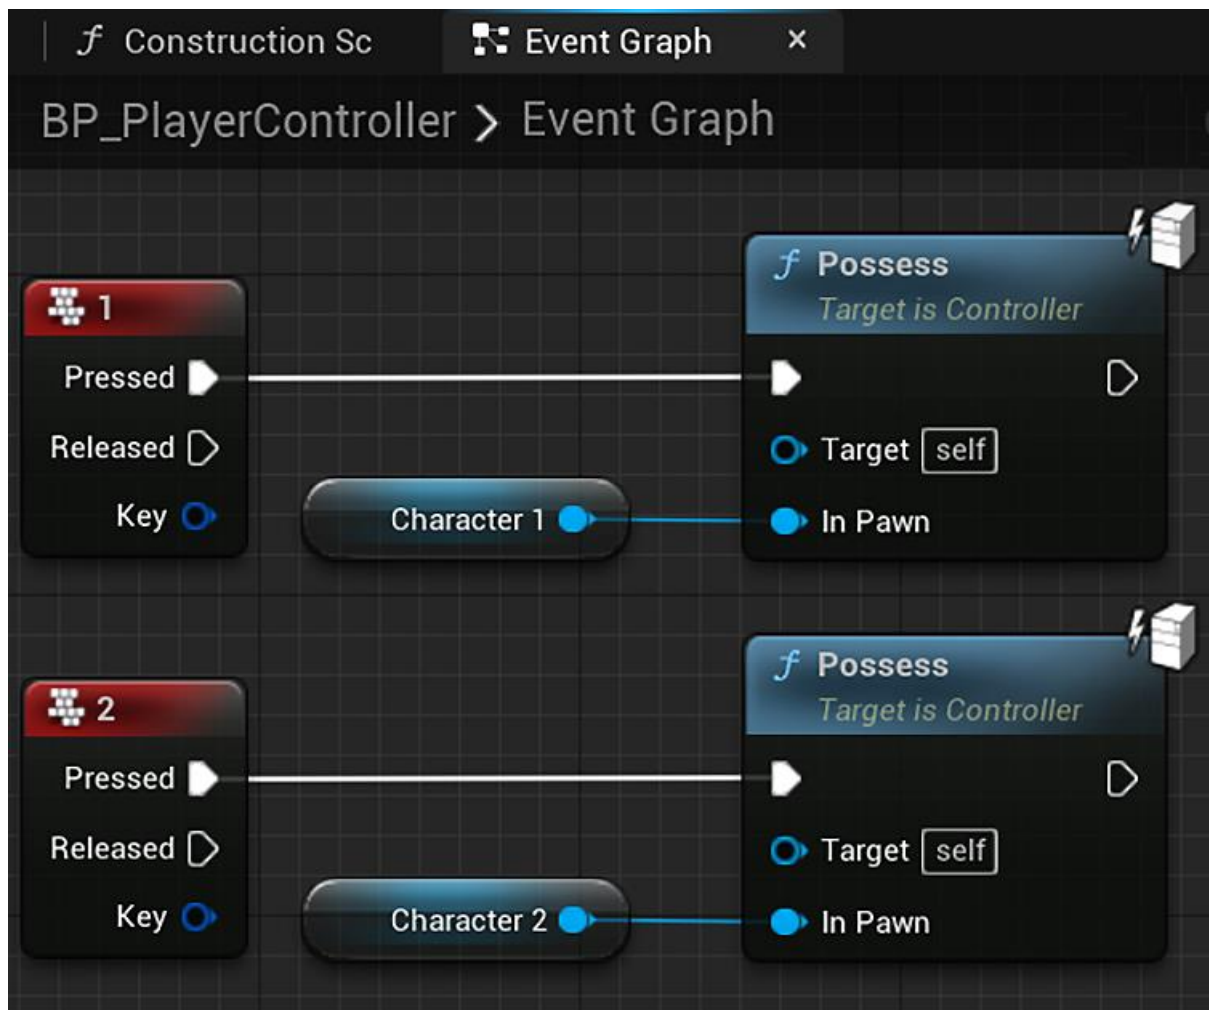 f Construction Sc
Event Graph ×
BP_PlayerController > Event Graph
f Possess
Target is Controller
1
Pressed
Released
Target self
Key
Character 1
In Pawn
f Possess
Target is Controller
2
Pressed
Released
Target self
Key
Character 2
In Pawn